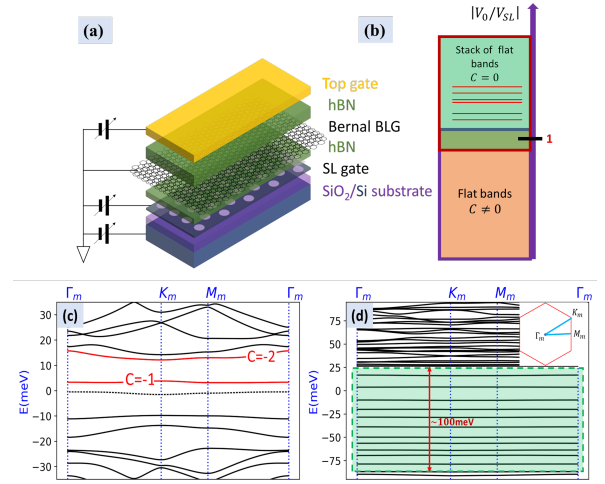 (a)
Top gate
hBN
Bernal BLG
hBN
SL gate
SiO₂/Si substrate
(b)
|V₀/V_SL|
Stack of flat
bands
C = 0
1
Flat bands
C ≠ 0
(c)
Γm
Km
Mm
Γm
E(meV)
30
20
10
0
−10
−20
−30
C=-2
C=-1
(d)
Γm
Km
Mm
Γm
E(meV)
75
50
25
0
−25
−50
−75
~100meV
Km
Γm
Mm